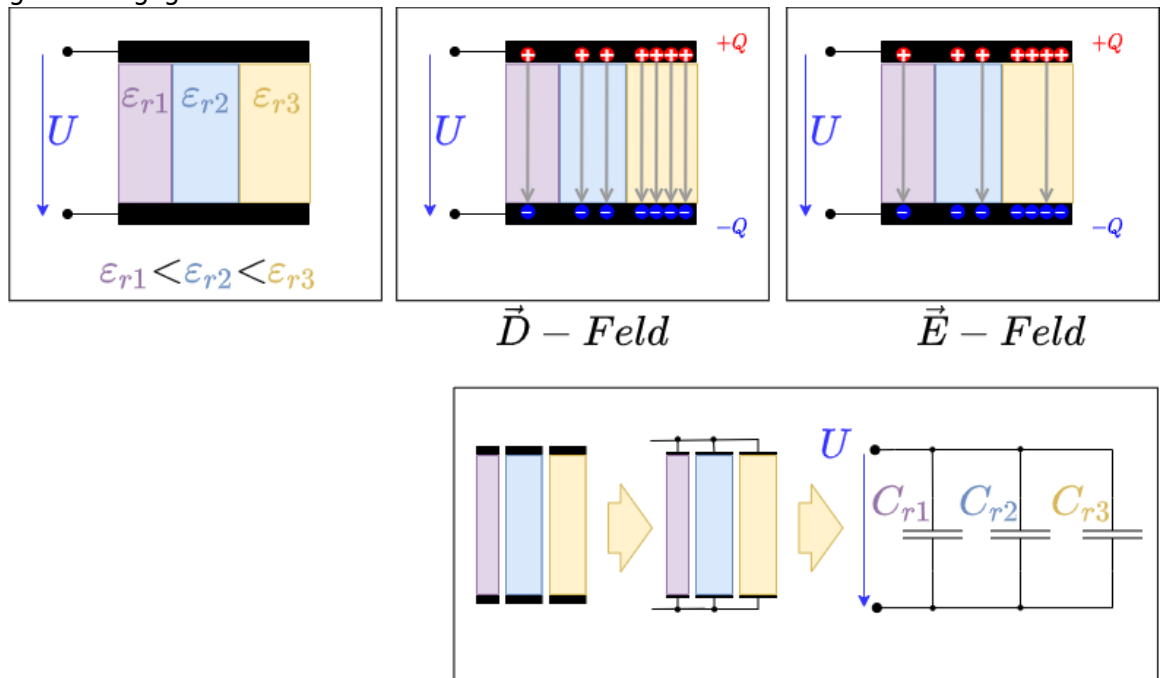 U
εr1 εr2 εr3
εr1<εr2<εr3
U
+Q
−Q
U
+Q
−Q
D⃗ − Feld
E⃗ − Feld
U
Cr1 Cr2 Cr3